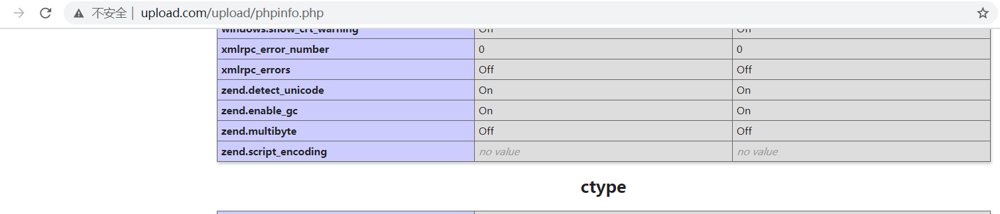 不安全 | upload.com/upload/phpinfo.php
windows.show_crt_warning Off Off
xmlrpc_error_number 0 0
xmlrpc_errors Off Off
zend.detect_unicode On On
zend.enable_gc On On
zend.multibyte Off Off
zend.script_encoding no value no value
ctype